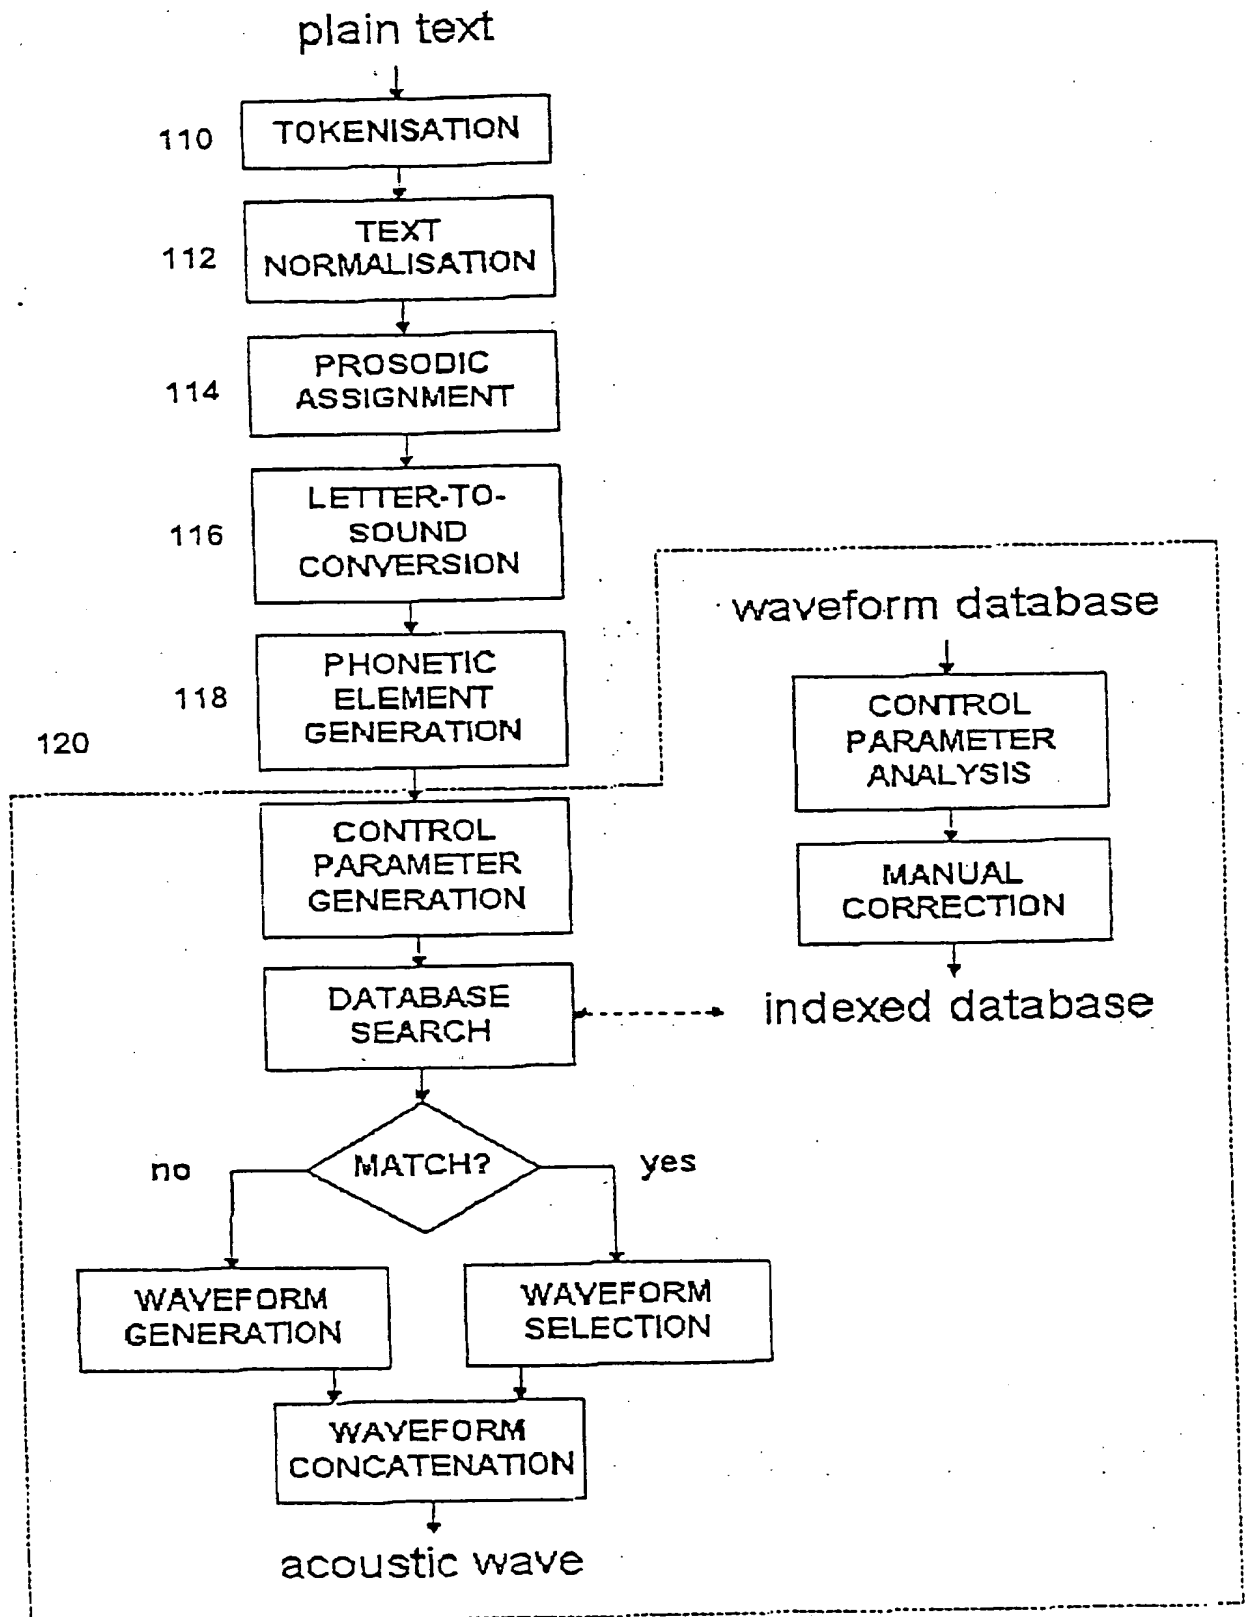 plain text
110
TOKENISATION
112
TEXT
NORMALISATION
114
PROSODIC
ASSIGNMENT
116
LETTER-TO-
SOUND
CONVERSION
118
PHONETIC
ELEMENT
GENERATION
120
waveform database
CONTROL
PARAMETER
ANALYSIS
MANUAL
CORRECTION
indexed database
CONTROL
PARAMETER
GENERATION
DATABASE
SEARCH
no
MATCH?
yes
WAVEFORM
GENERATION
WAVEFORM
SELECTION
WAVEFORM
CONCATENATION
acoustic wave